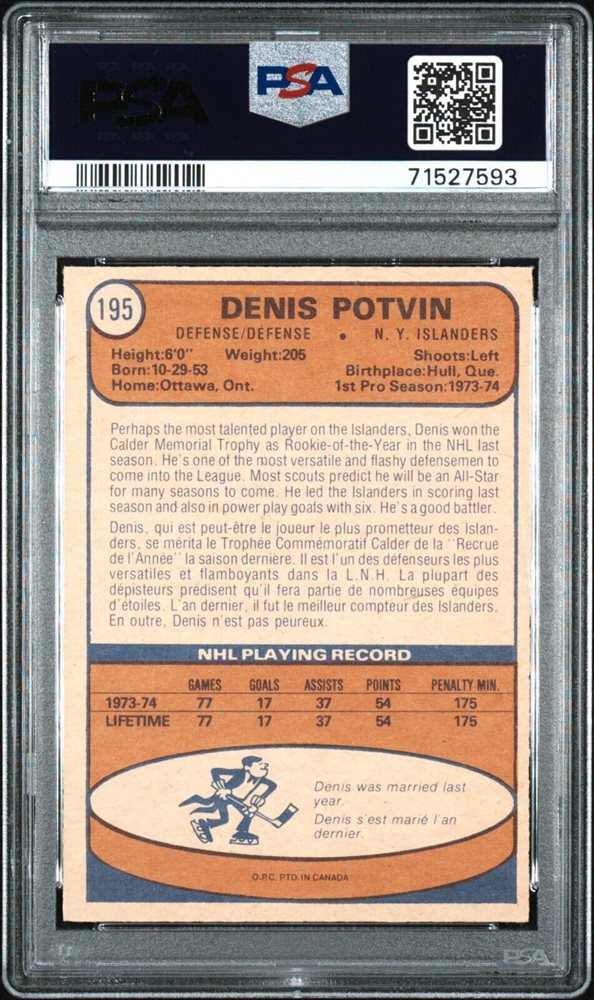 PSA
PSA
71527593
195
DENIS POTVIN
DEFENSE/DÉFENSE • N. Y. ISLANDERS
Height:6'0" Weight:205 Shoots:Left
Born:10-29-53 Birthplace:Hull, Que.
Home:Ottawa, Ont. 1st Pro Season:1973-74
Perhaps the most talented player on the Islanders, Denis won the
Calder Memorial Trophy as Rookie-of-the-Year in the NHL last
season. He's one of the most versatile and flashy defensemen to
come into the League. Most scouts predict he will be an All-Star
for many seasons to come. He led the Islanders in scoring last
season and also in power play goals with six. He's a good battler.
Denis, qui est peut-être le joueur le plus prometteur des Islan-
ders, se mérita le Trophée Commémoratif Calder de la "Recrue
de l'Année" la saison dernière. Il est l'un des défenseurs les plus
versatiles et flamboyants dans la L.N.H. La plupart des
dépisteurs prédisent qu'il fera partie de nombreuses équipes
d'étoiles. L'an dernier, il fut le meilleur compteur des Islanders.
En outre, Denis n'est pas peureux.
NHL PLAYING RECORD
GAMES GOALS ASSISTS POINTS PENALTY MIN.
1973-74 77 17 37 54 175
LIFETIME 77 17 37 54 175
Denis was married last
year.
Denis s'est marié l'an
dernier.
O.P.C. PTD. IN CANADA
PSA